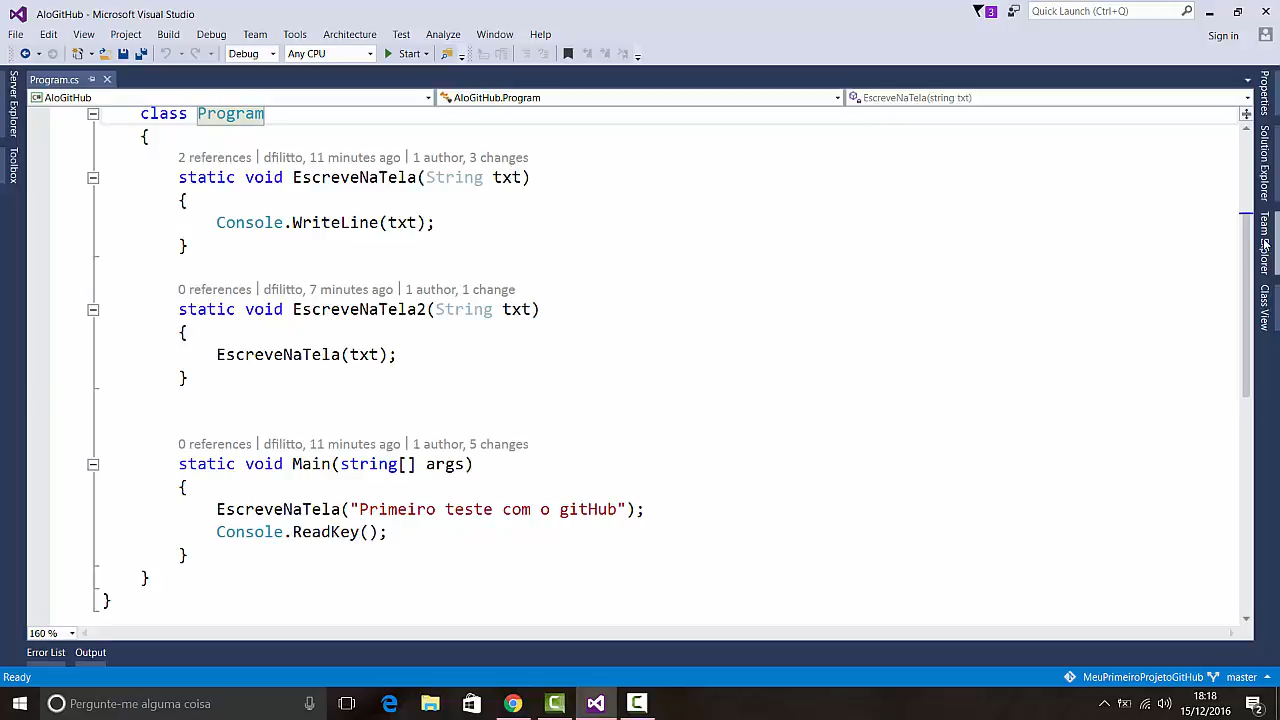 AloGitHub - Microsoft Visual Studio
3
Quick Launch (Ctrl+Q)
File Edit View Project Build Debug Team Tools Architecture Test Analyze Window Help
Sign in
Debug Any CPU Start
Program.cs
AloGitHub AloGitHub.Program EscreveNaTela(string txt)
Server Explorer
Toolbox
Properties
Solution Explorer
Team Explorer
Class View
class Program
{
2 references | dfilitto, 11 minutes ago | 1 author, 3 changes
static void EscreveNaTela(String txt)
{
Console.WriteLine(txt);
}
0 references | dfilitto, 7 minutes ago | 1 author, 1 change
static void EscreveNaTela2(String txt)
{
EscreveNaTela(txt);
}
0 references | dfilitto, 11 minutes ago | 1 author, 5 changes
static void Main(string[] args)
{
EscreveNaTela("Primeiro teste com o gitHub");
Console.ReadKey();
}
}
}
160 %
Error List Output
Ready
MeuPrimeiroProjetoGitHub master
Pergunte-me alguma coisa
18:18
15/12/2016
2